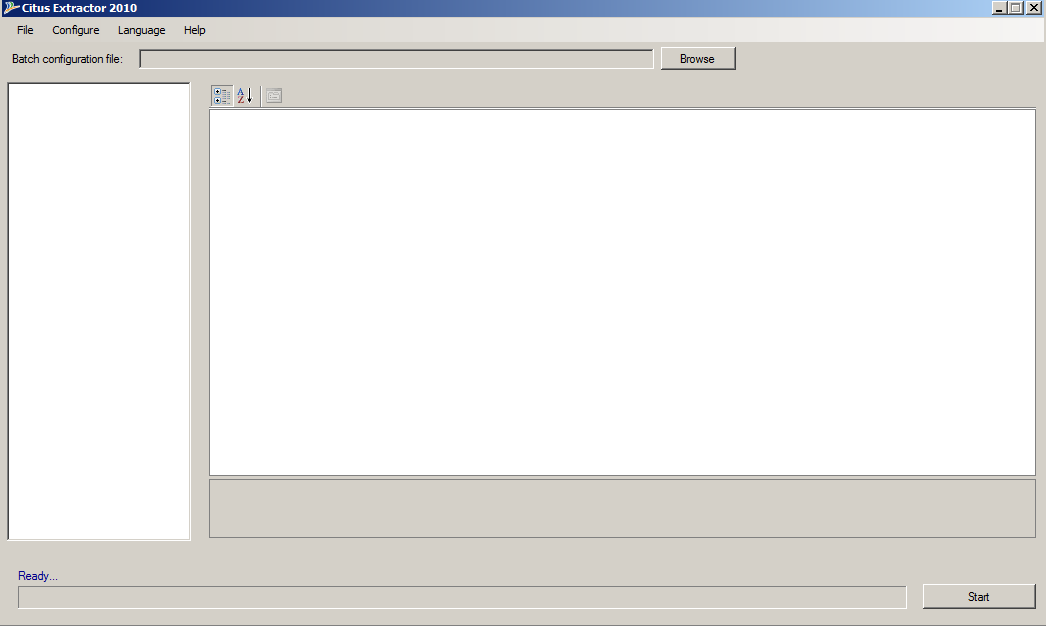 Citus Extractor 2010
File Configure Language Help
Batch configuration file: Browse
Ready...
Start